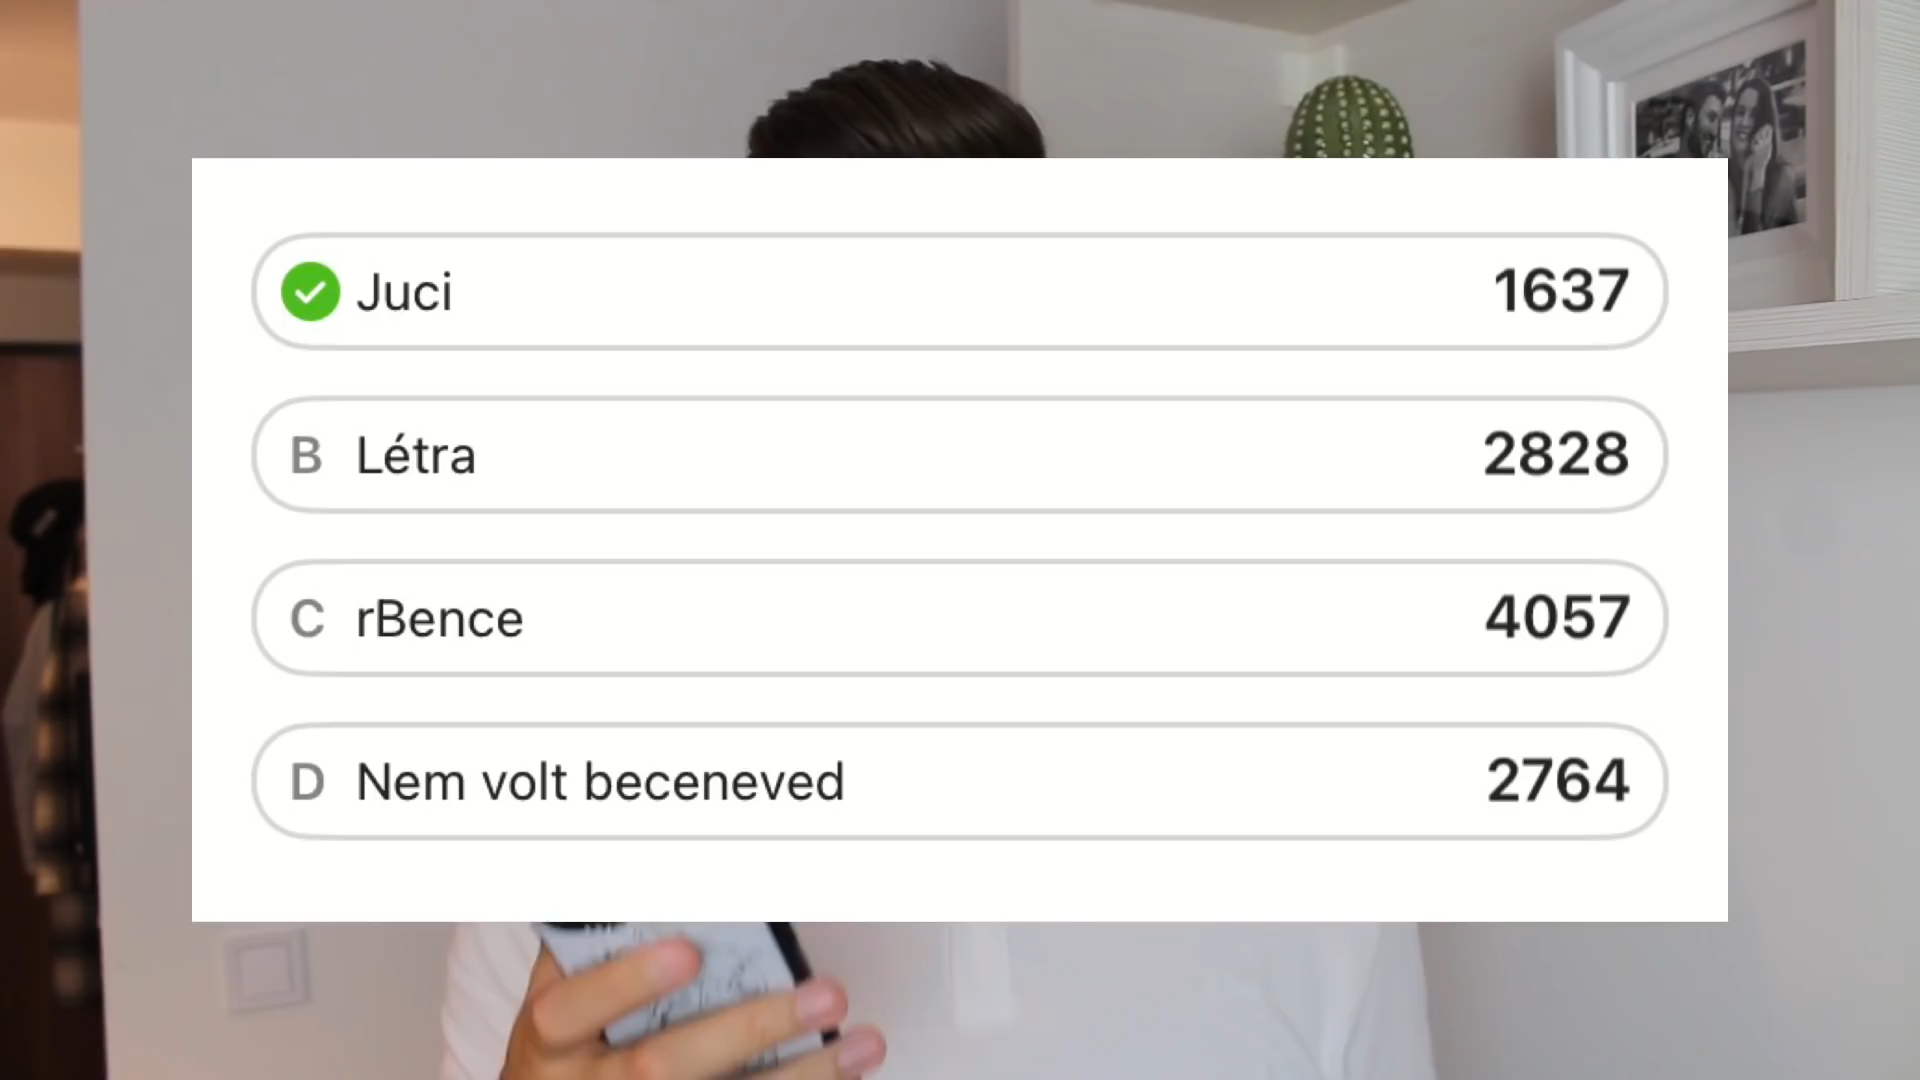 Juci 1637
B Létra 2828
C rBence 4057
D Nem volt beceneved 2764